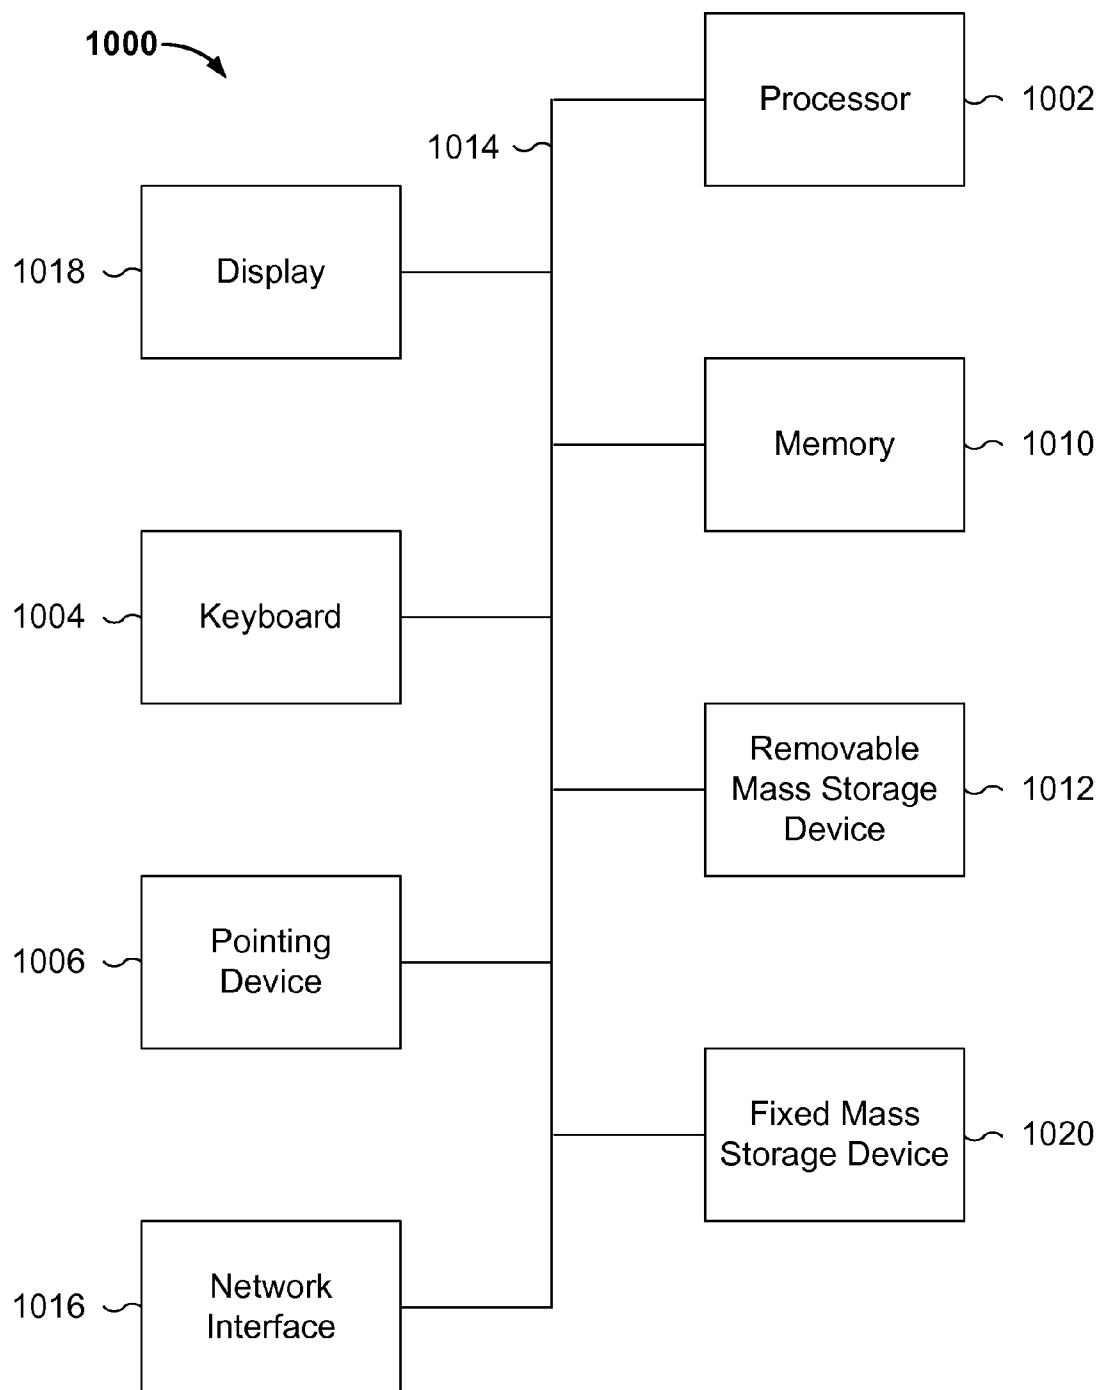 1000
Processor
1002
1014
Display
1018
Memory
1010
Keyboard
1004
Removable
Mass Storage
Device
1012
Pointing
Device
1006
Fixed Mass
Storage Device
1020
Network
Interface
1016